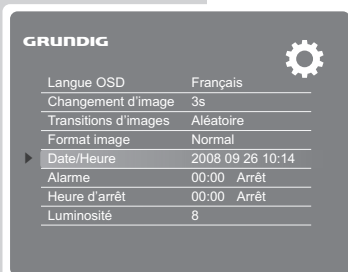 GRUNDIG
Langue OSD Français
Changement d'image 3s
Transitions d'images Aléatoire
Format image Normal
Date/Heure 2008 09 26 10:14
Alarme 00:00 Arrêt
Heure d'arrêt 00:00 Arrêt
Luminosité 8